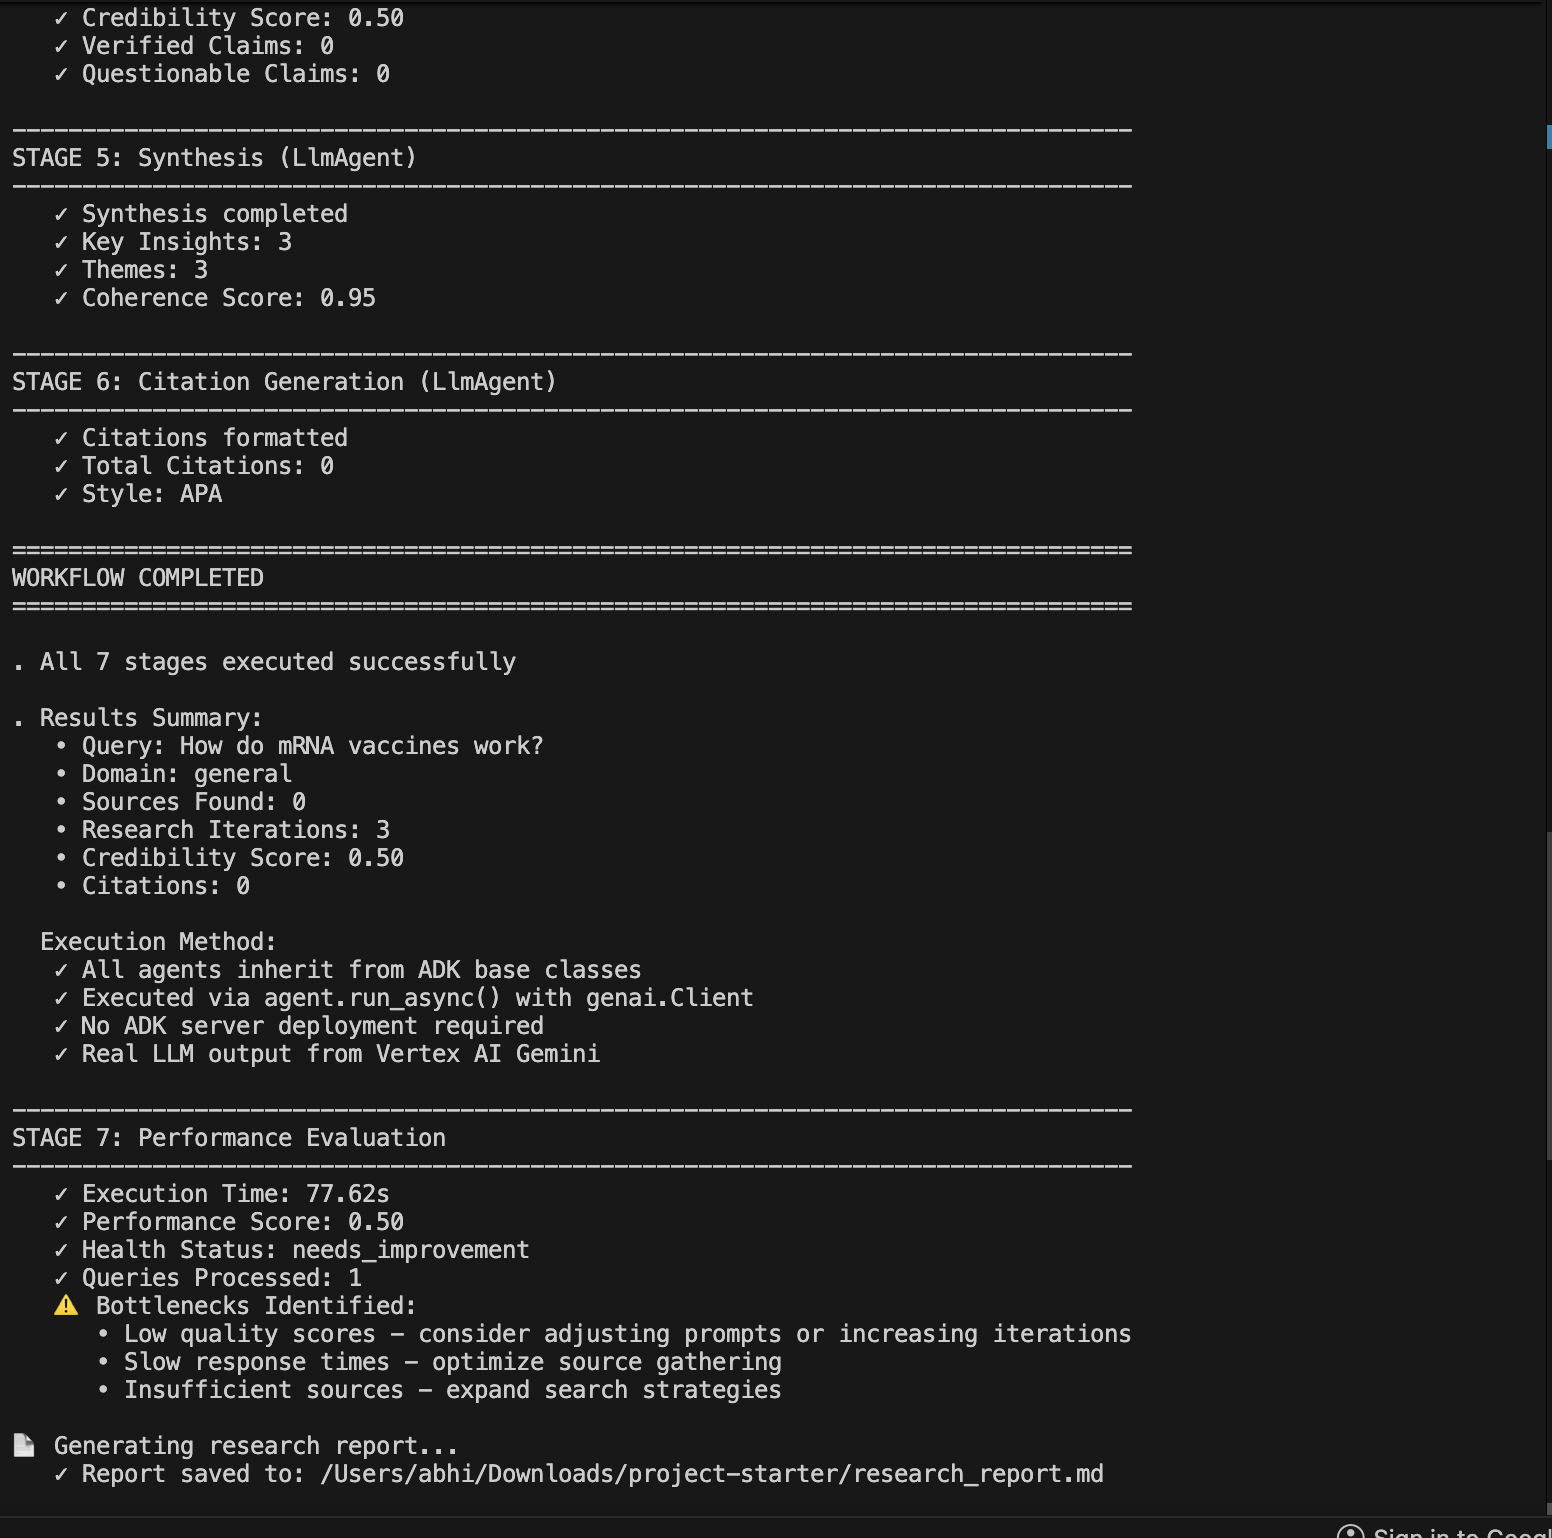 ✓ Credibility Score: 0.50
✓ Verified Claims: 0
✓ Questionable Claims: 0
--------------------------------------------------------------------------------
STAGE 5: Synthesis (LlmAgent)
--------------------------------------------------------------------------------
✓ Synthesis completed
✓ Key Insights: 3
✓ Themes: 3
✓ Coherence Score: 0.95
--------------------------------------------------------------------------------
STAGE 6: Citation Generation (LlmAgent)
--------------------------------------------------------------------------------
✓ Citations formatted
✓ Total Citations: 0
✓ Style: APA
================================================================================
WORKFLOW COMPLETED
================================================================================
. All 7 stages executed successfully
. Results Summary:
• Query: How do mRNA vaccines work?
• Domain: general
• Sources Found: 0
• Research Iterations: 3
• Credibility Score: 0.50
• Citations: 0
Execution Method:
✓ All agents inherit from ADK base classes
✓ Executed via agent.run_async() with genai.Client
✓ No ADK server deployment required
✓ Real LLM output from Vertex AI Gemini
--------------------------------------------------------------------------------
STAGE 7: Performance Evaluation
--------------------------------------------------------------------------------
✓ Execution Time: 77.62s
✓ Performance Score: 0.50
✓ Health Status: needs_improvement
✓ Queries Processed: 1
⚠️ Bottlenecks Identified:
• Low quality scores – consider adjusting prompts or increasing iterations
• Slow response times – optimize source gathering
• Insufficient sources – expand search strategies
📄 Generating research report...
✓ Report saved to: /Users/abhi/Downloads/project-starter/research_report.md
Sign in to